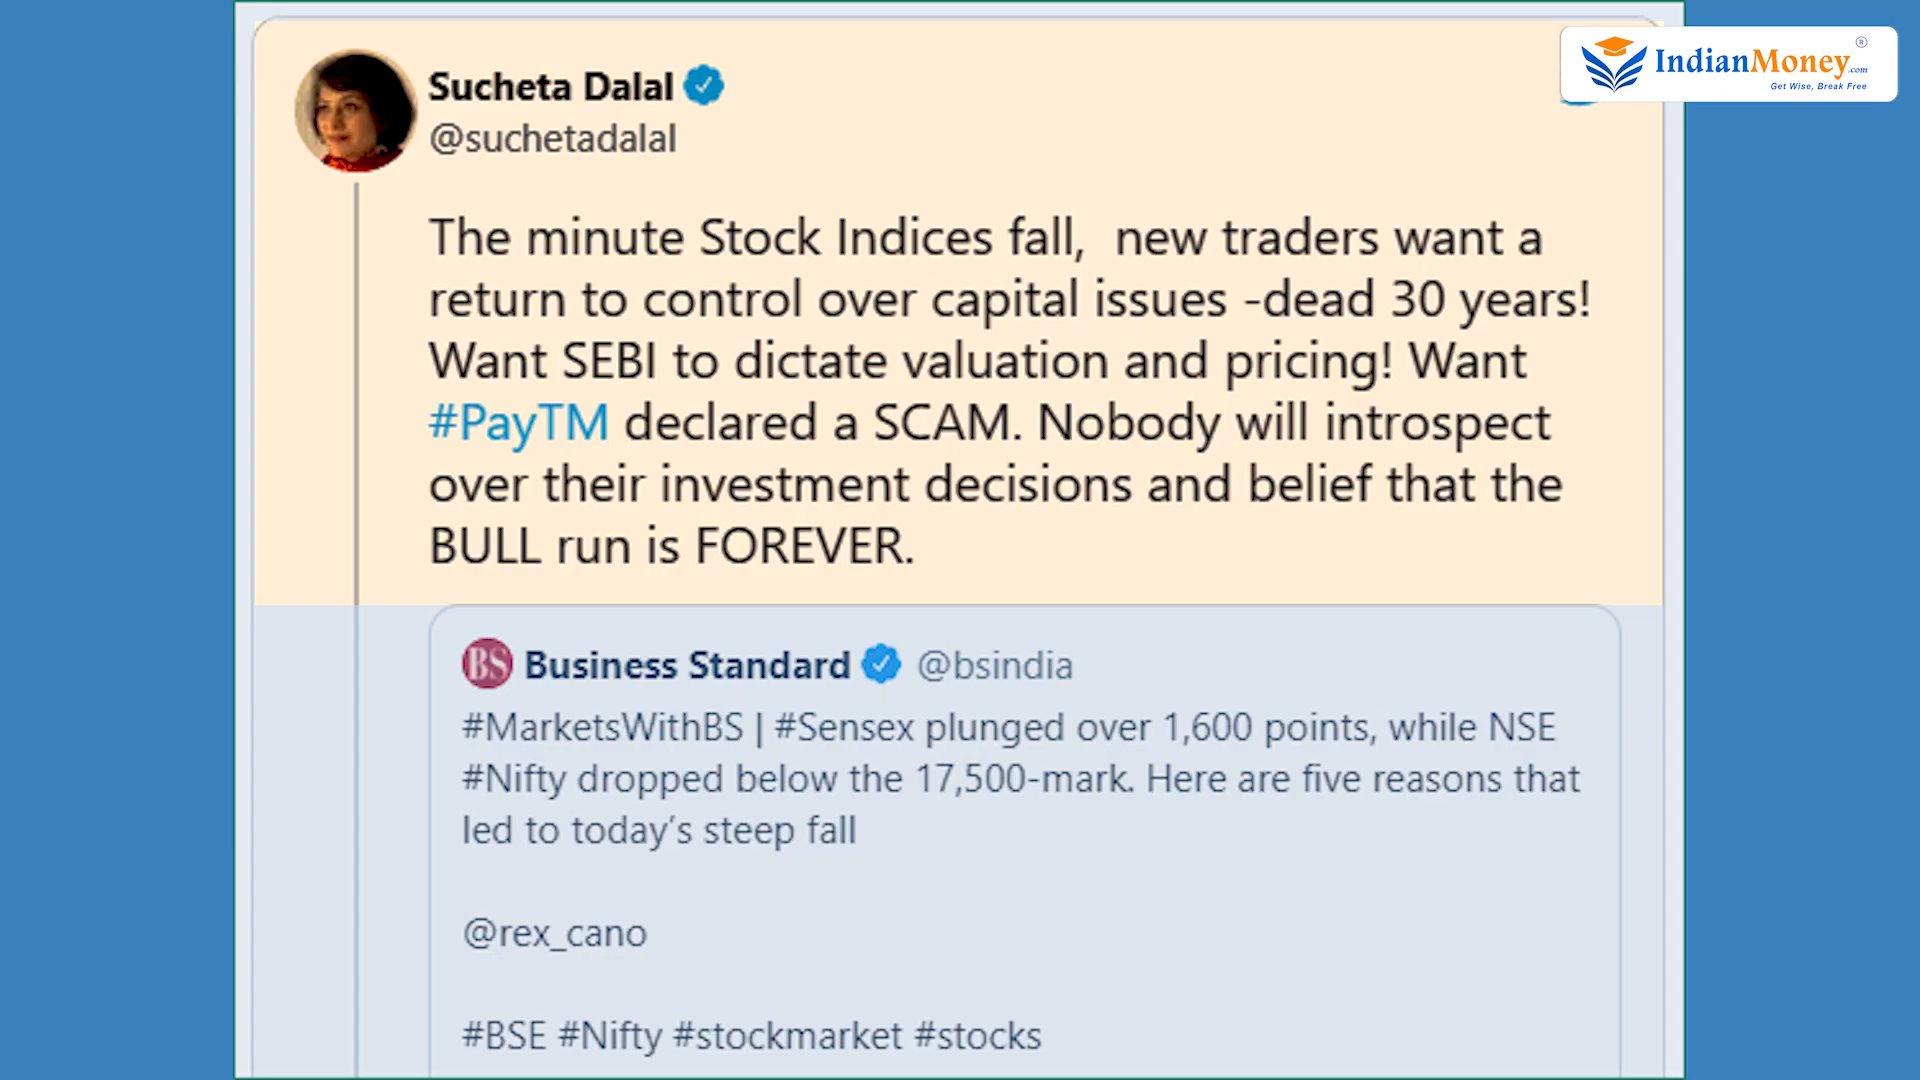 Sucheta Dalal
@suchetadalal
IndianMoney.com
®
Get Wise, Break Free
The minute Stock Indices fall, new traders want a
return to control over capital issues -dead 30 years!
Want SEBI to dictate valuation and pricing! Want
#PayTM declared a SCAM. Nobody will introspect
over their investment decisions and belief that the
BULL run is FOREVER.
BS Business Standard @bsindia
#MarketsWithBS | #Sensex plunged over 1,600 points, while NSE
#Nifty dropped below the 17,500-mark. Here are five reasons that
led to today’s steep fall
@rex_cano
#BSE #Nifty #stockmarket #stocks